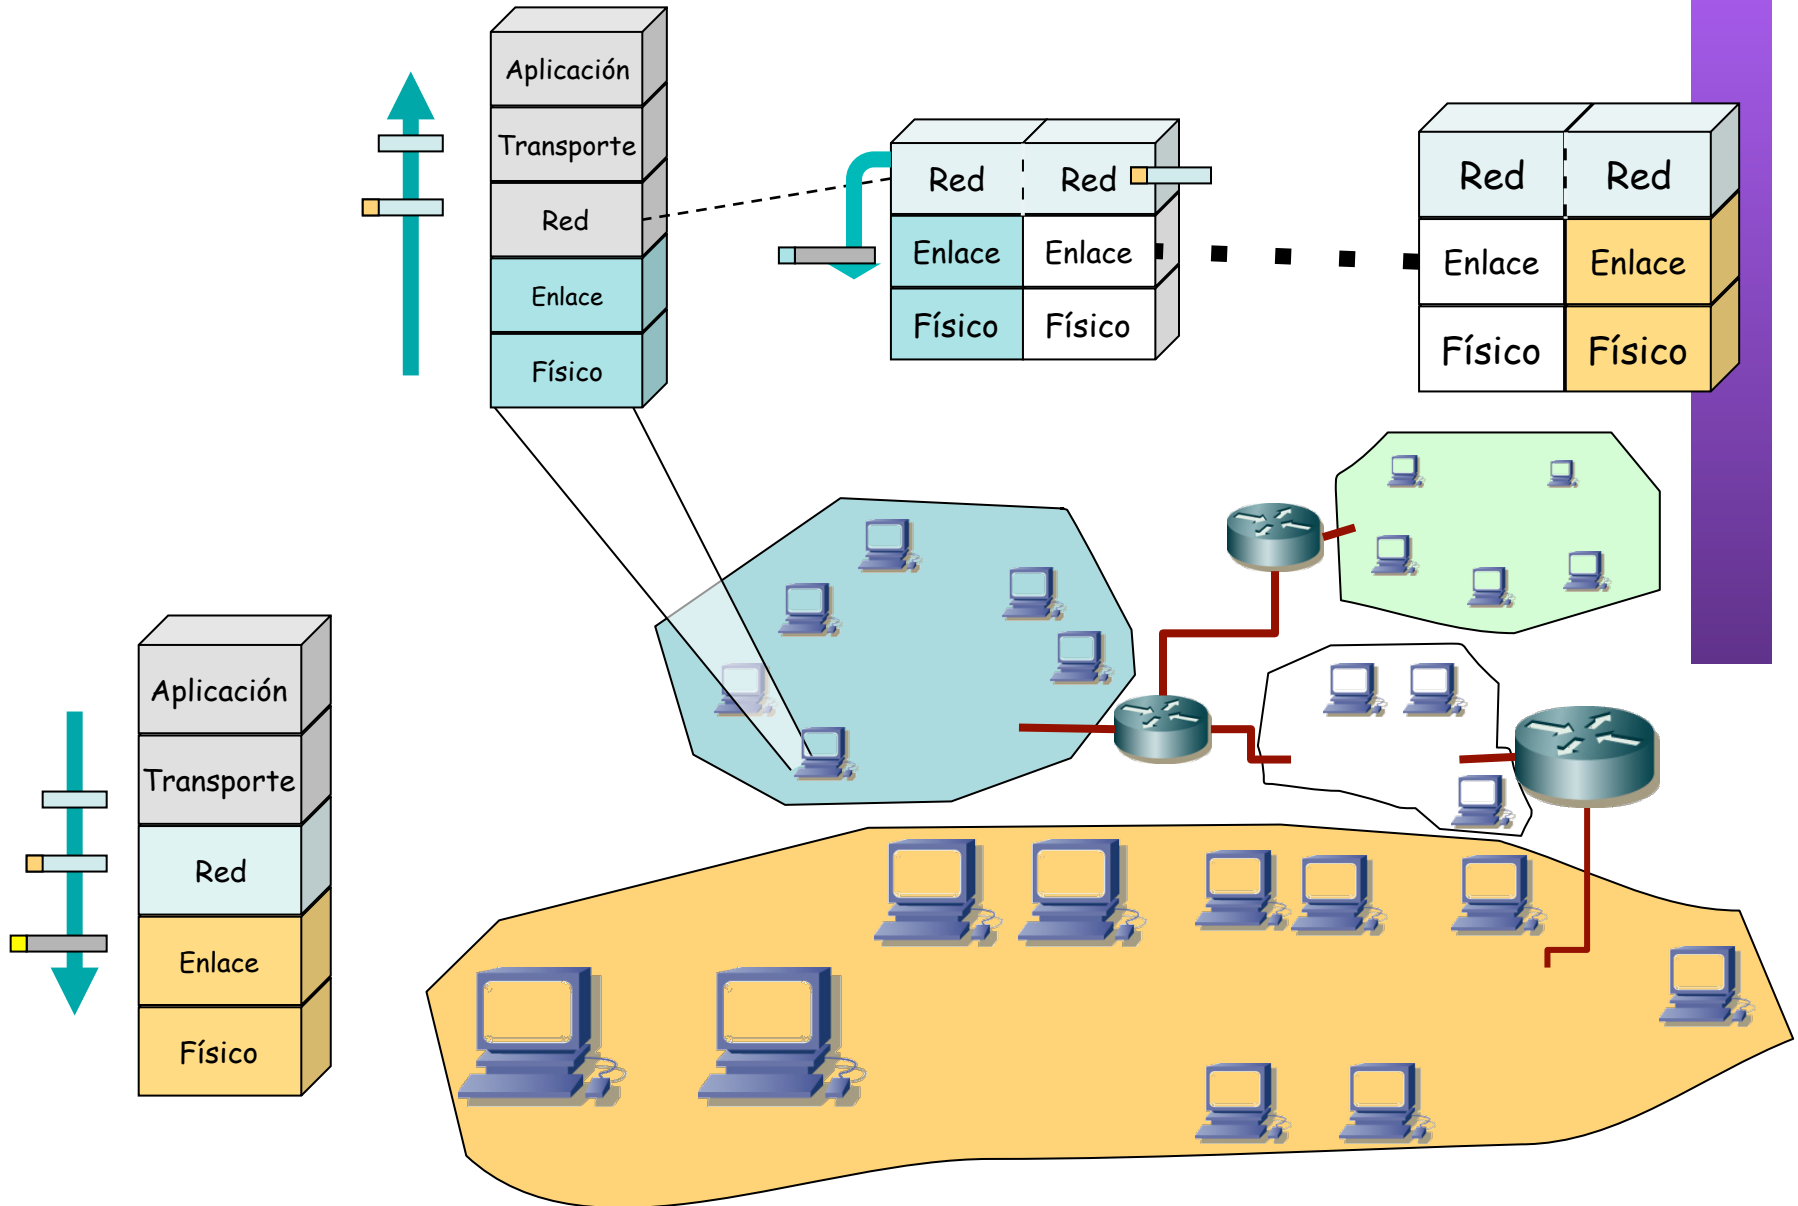 Aplicación
Transporte
Red
Enlace
Físico
Red Red
Enlace Enlace
Físico Físico
Red Red
Enlace Enlace
Físico Físico
Aplicación
Transporte
Red
Enlace
Físico